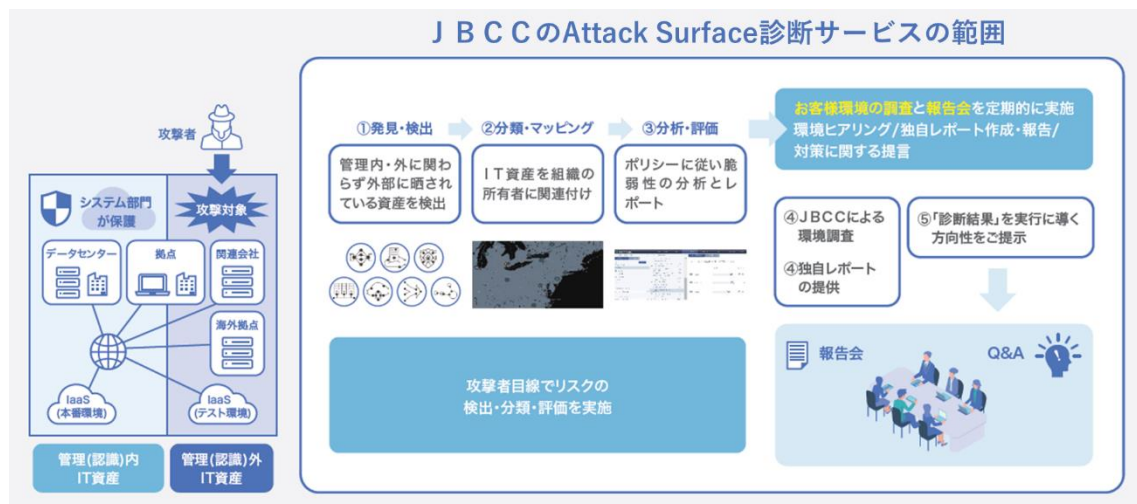 ＪＢＣＣのAttack Surface診断サービスの範囲
攻撃者
システム部門
が保護
攻撃対象
データセンター
拠点
関連会社
海外拠点
IaaS
(本番環境)
IaaS
(テスト環境)
管理(認識)内
IT資産
管理(認識)外
IT資産
①発見・検出
②分類・マッピング
③分析・評価
管理内・外に関わ
らず外部に晒され
ている資産を検出
ＩＴ資産を組織の
所有者に関連付け
ポリシーに従い脆
弱性の分析とレ
ポート
攻撃者目線でリスクの
検出・分類・評価を実施
お客様環境の調査と報告会を定期的に実施
環境ヒアリング/独自レポート作成・報告/
対策に関する提言
④ＪＢＣＣによる
環境調査
④独自レポート
の提供
⑤「診断結果」を実行に導く
方向性をご提示
報告会
Q&A